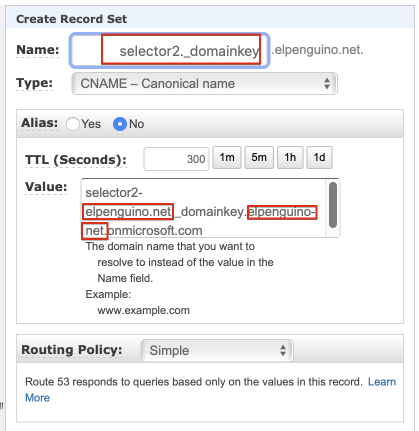 Create Record Set
Name: selector2._domainkey .elpenguino.net.
Type: CNAME – Canonical name
Alias: Yes No
TTL (Seconds): 300 1m 5m 1h 1d
Value: selector2-
elpenguino.net._domainkey.elpenguino-
net.onmicrosoft.com
The domain name that you want to
resolve to instead of the value in the
Name field.
Example:
www.example.com
Routing Policy: Simple
Route 53 responds to queries based only on the values in this record. Learn
More